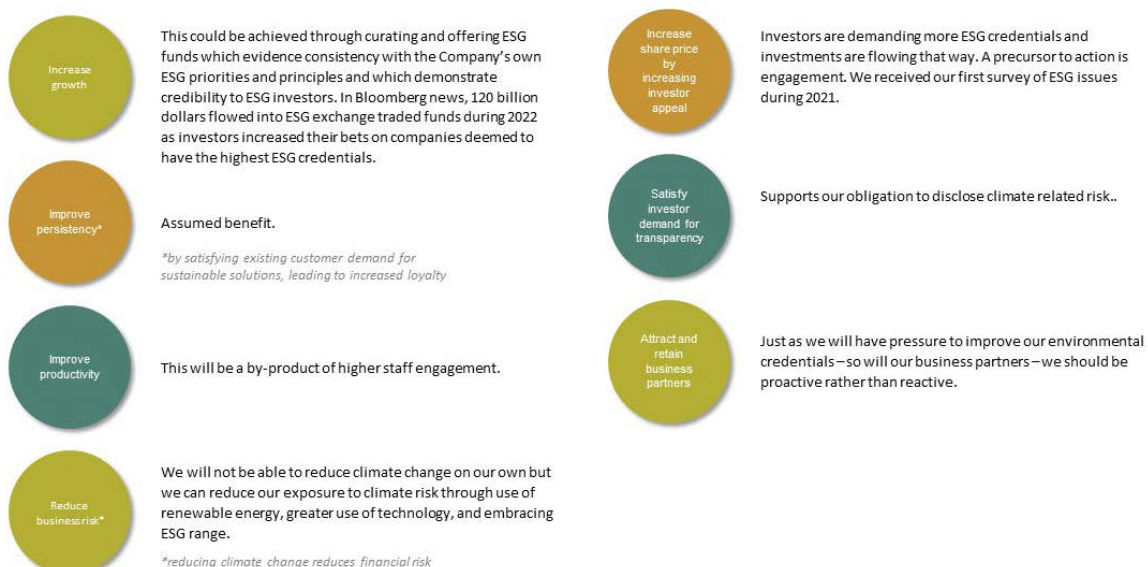 Increase
growth
This could be achieved through curating and offering ESG
funds which evidence consistency with the Company's own
ESG priorities and principles and which demonstrate
credibility to ESG investors. In Bloomberg news, 120 billion
dollars flowed into ESG exchange traded funds during 2022
as investors increased their bets on companies deemed to
have the highest ESG credentials.
Improve
persistency*
Assumed benefit.
*by satisfying existing customer demand for
sustainable solutions, leading to increased loyalty
Improve
productivity
This will be a by-product of higher staff engagement.
Reduce
business risk*
We will not be able to reduce climate change on our own but
we can reduce our exposure to climate risk through use of
renewable energy, greater use of technology, and embracing
ESG range.
*reducing climate change reduces financial risk
Increase
share price
by
increasing
investor
appeal
Investors are demanding more ESG credentials and
investments are flowing that way. A precursor to action is
engagement. We received our first survey of ESG issues
during 2021.
Satisfy
investor
demand for
transparency
Supports our obligation to disclose climate related risk..
Attract and
retain
business
partners
Just as we will have pressure to improve our environmental
credentials – so will our business partners – we should be
proactive rather than reactive.